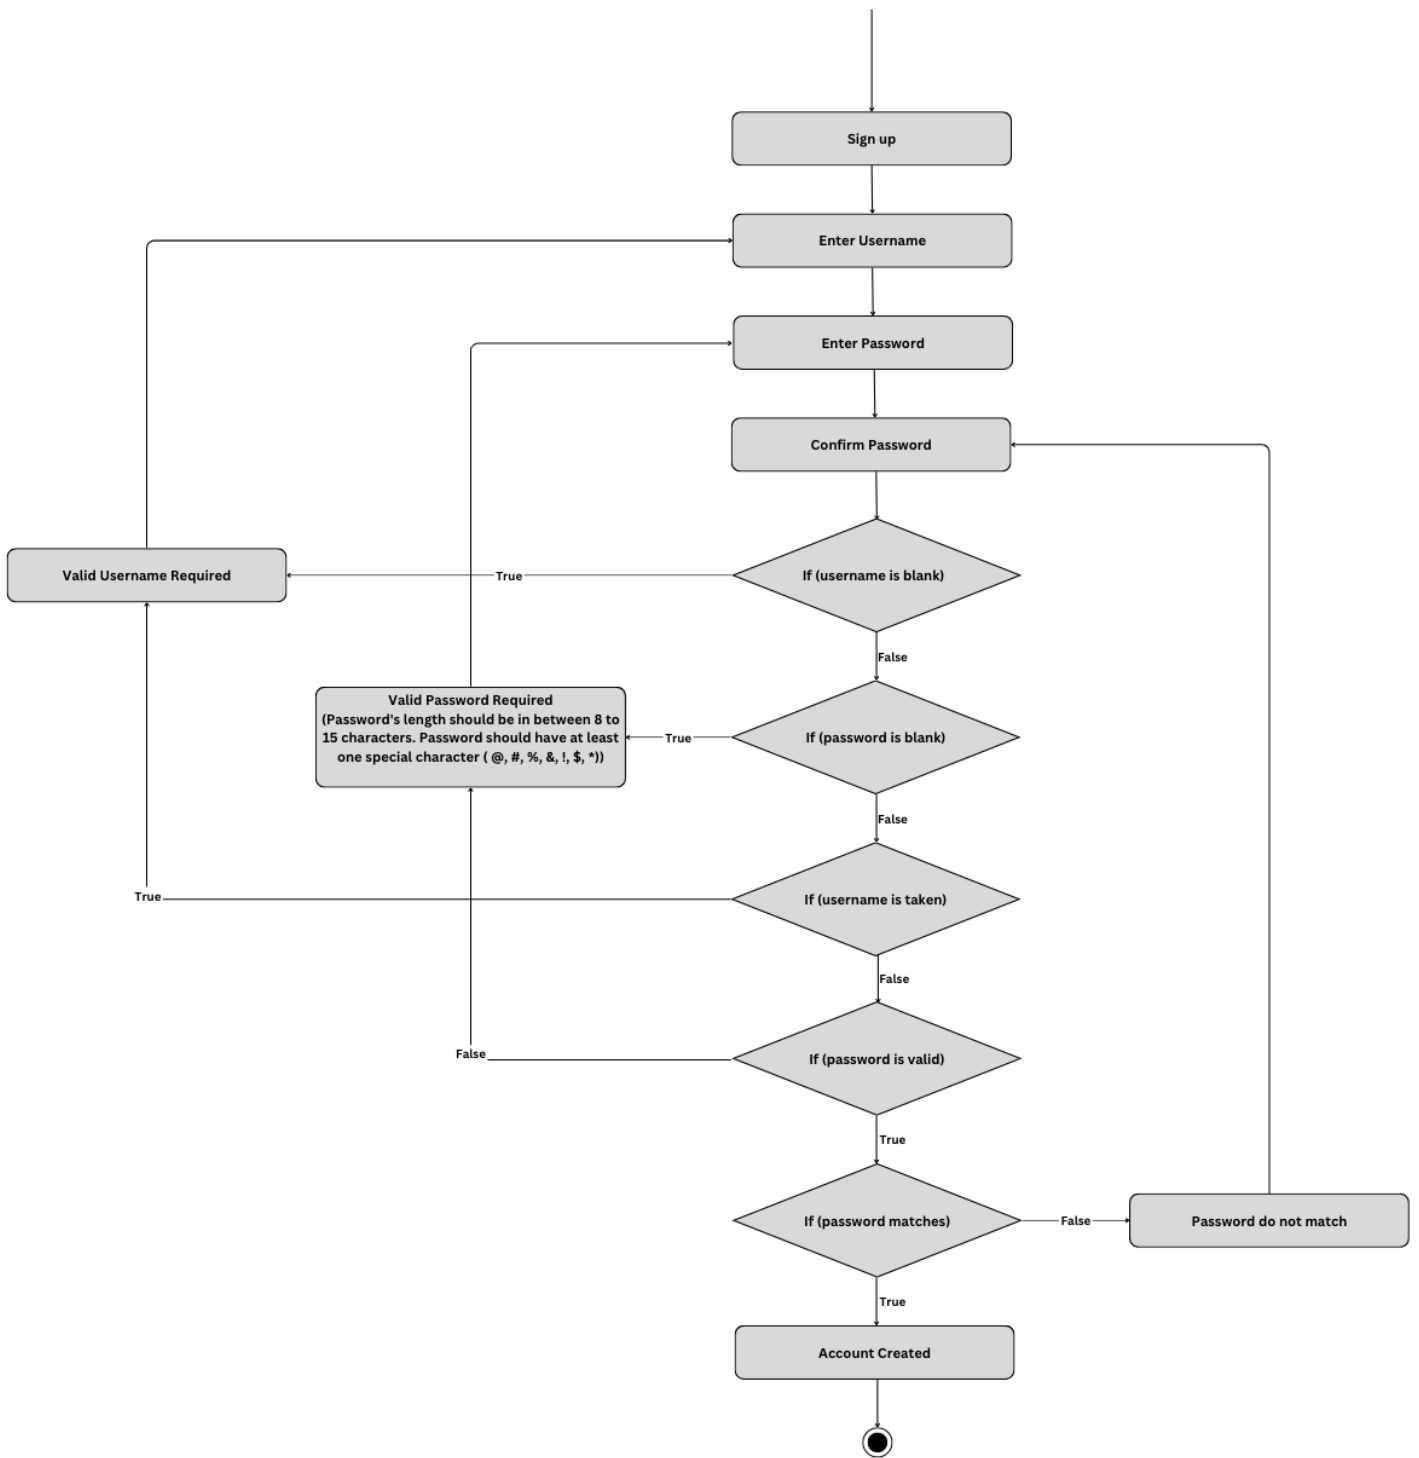 Sign up
Enter Username
Enter Password
Confirm Password
If (username is blank)
True
Valid Username Required
False
Valid Password Required
(Password's length should be in between 8 to
15 characters. Password should have at least
one special character ( @, #, %, &, !, $, *))
True
If (password is blank)
False
True
If (username is taken)
False
False
If (password is valid)
True
If (password matches)
False
Password do not match
True
Account Created